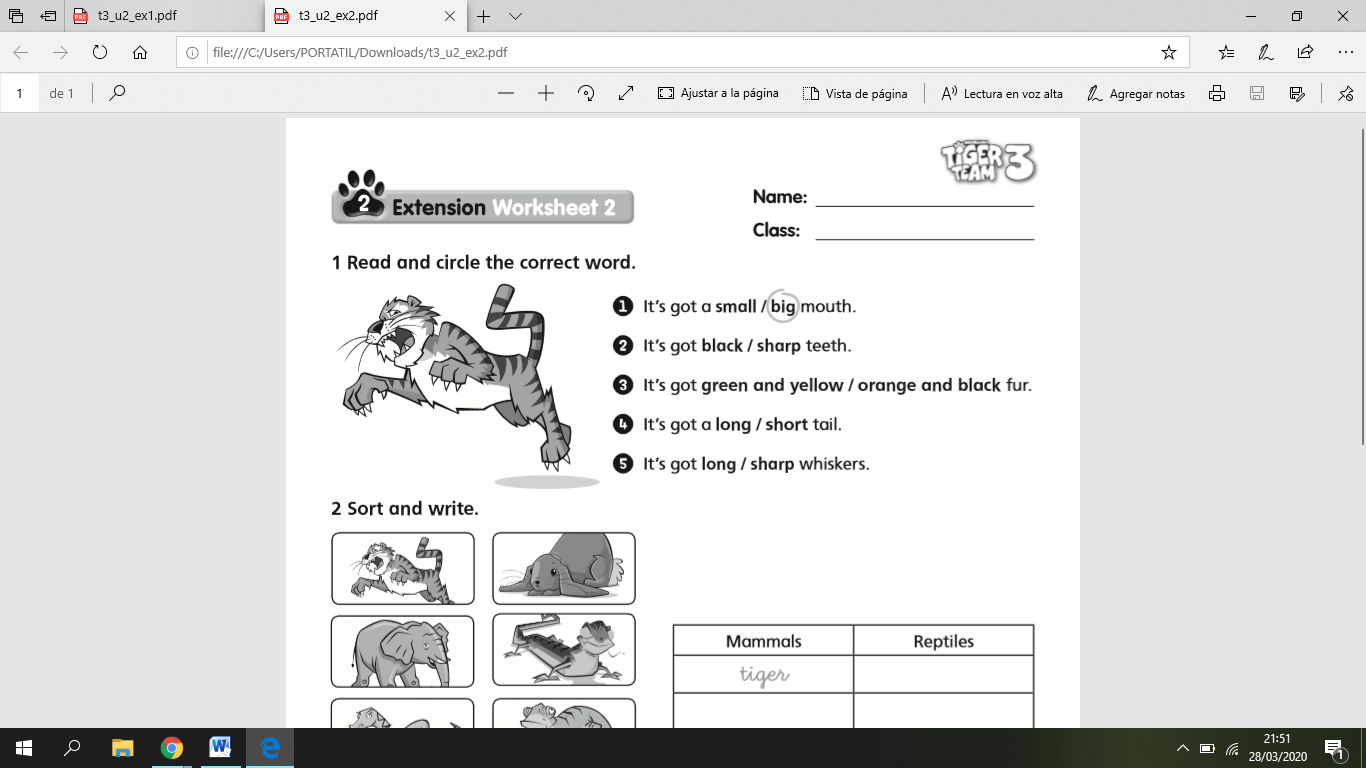 t3_u2_ex1.pdf
t3_u2_ex2.pdf
file:///C:/Users/PORTATIL/Downloads/t3_u2_ex2.pdf
1 de 1
Ajustar a la página
Vista de página
Lectura en voz alta
Agregar notas
TIGER TEAM 3
2 Extension Worksheet 2
Name:
Class:
1 Read and circle the correct word.
1 It's got a small / big mouth.
2 It's got black / sharp teeth.
3 It's got green and yellow / orange and black fur.
4 It's got a long / short tail.
5 It's got long / sharp whiskers.
2 Sort and write.
Mammals Reptiles
tiger
21:51
28/03/2020
1